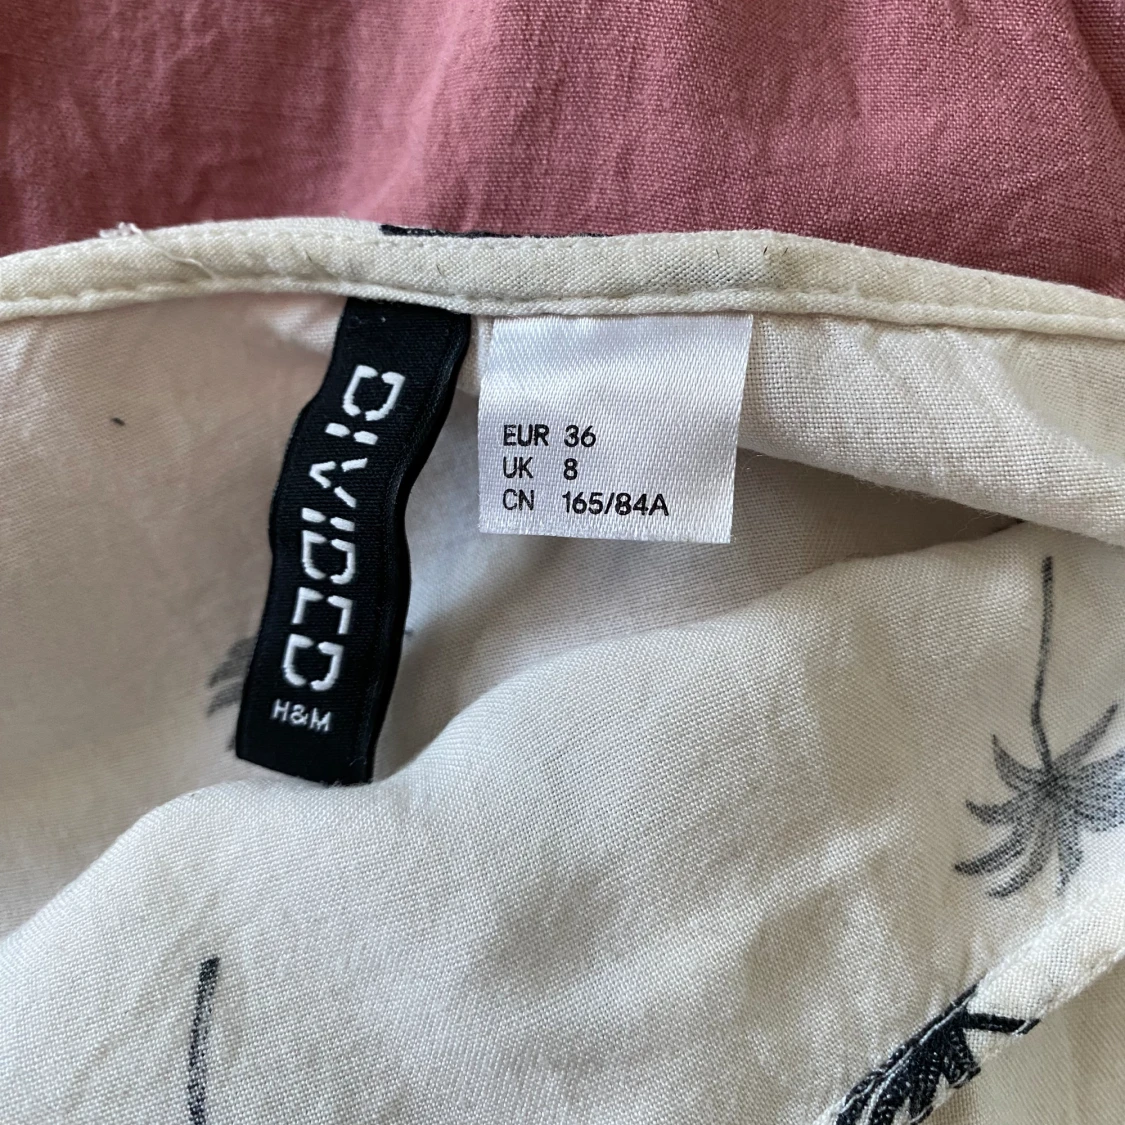 DIVIDED
H&M
EUR 36
UK 8
CN 165/84A